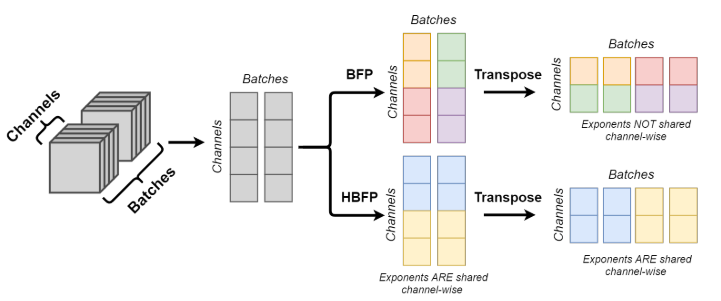 Channels
Batches
Batches
Channels
BFP
HBFP
Batches
Channels
Transpose
Batches
Channels
Exponents NOT shared
channel-wise
Channels
Exponents ARE shared
channel-wise
Transpose
Batches
Channels
Exponents ARE shared
channel-wise